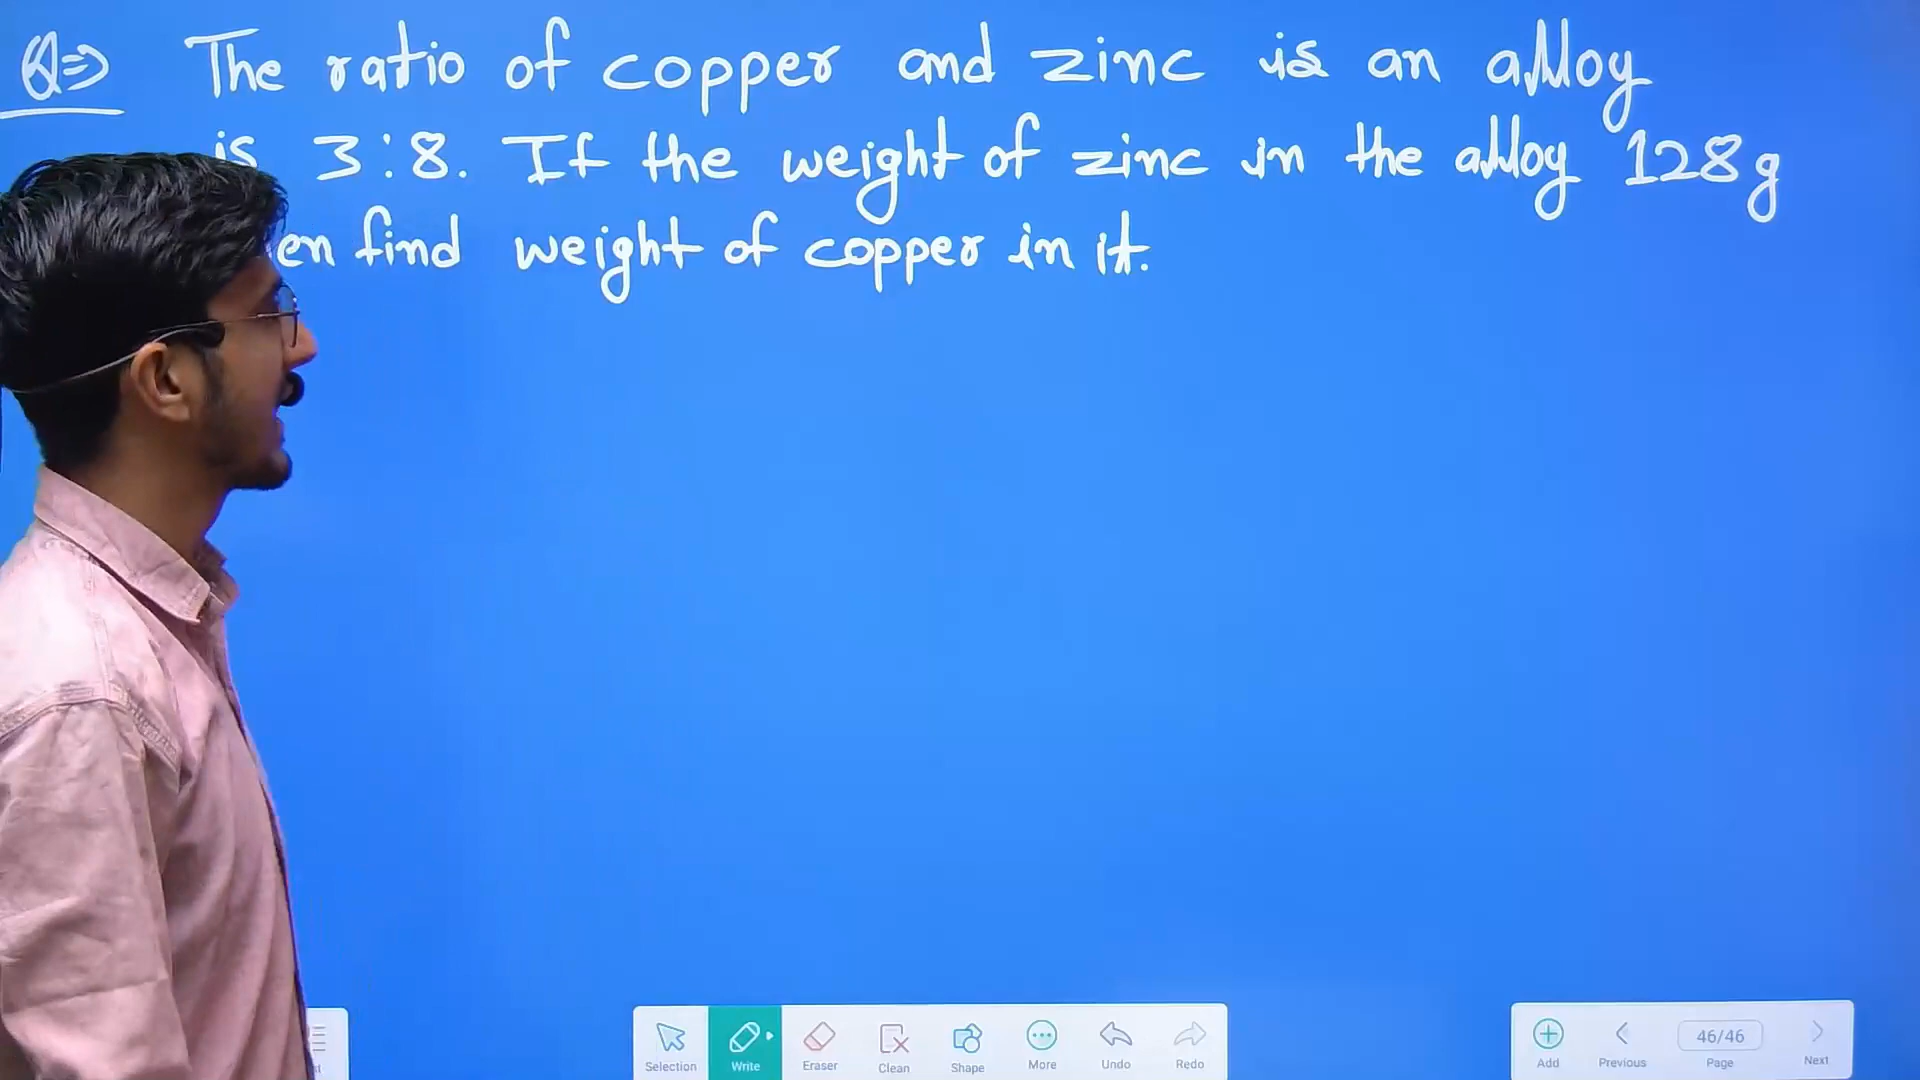 Q⇒ The ratio of copper and zinc is an alloy
is 3:8. If the weight of zinc in the alloy 128g
find weight of copper in it.
Selection Write Eraser Clean Shape More Undo Redo
Add Previous 46/46 Page Next